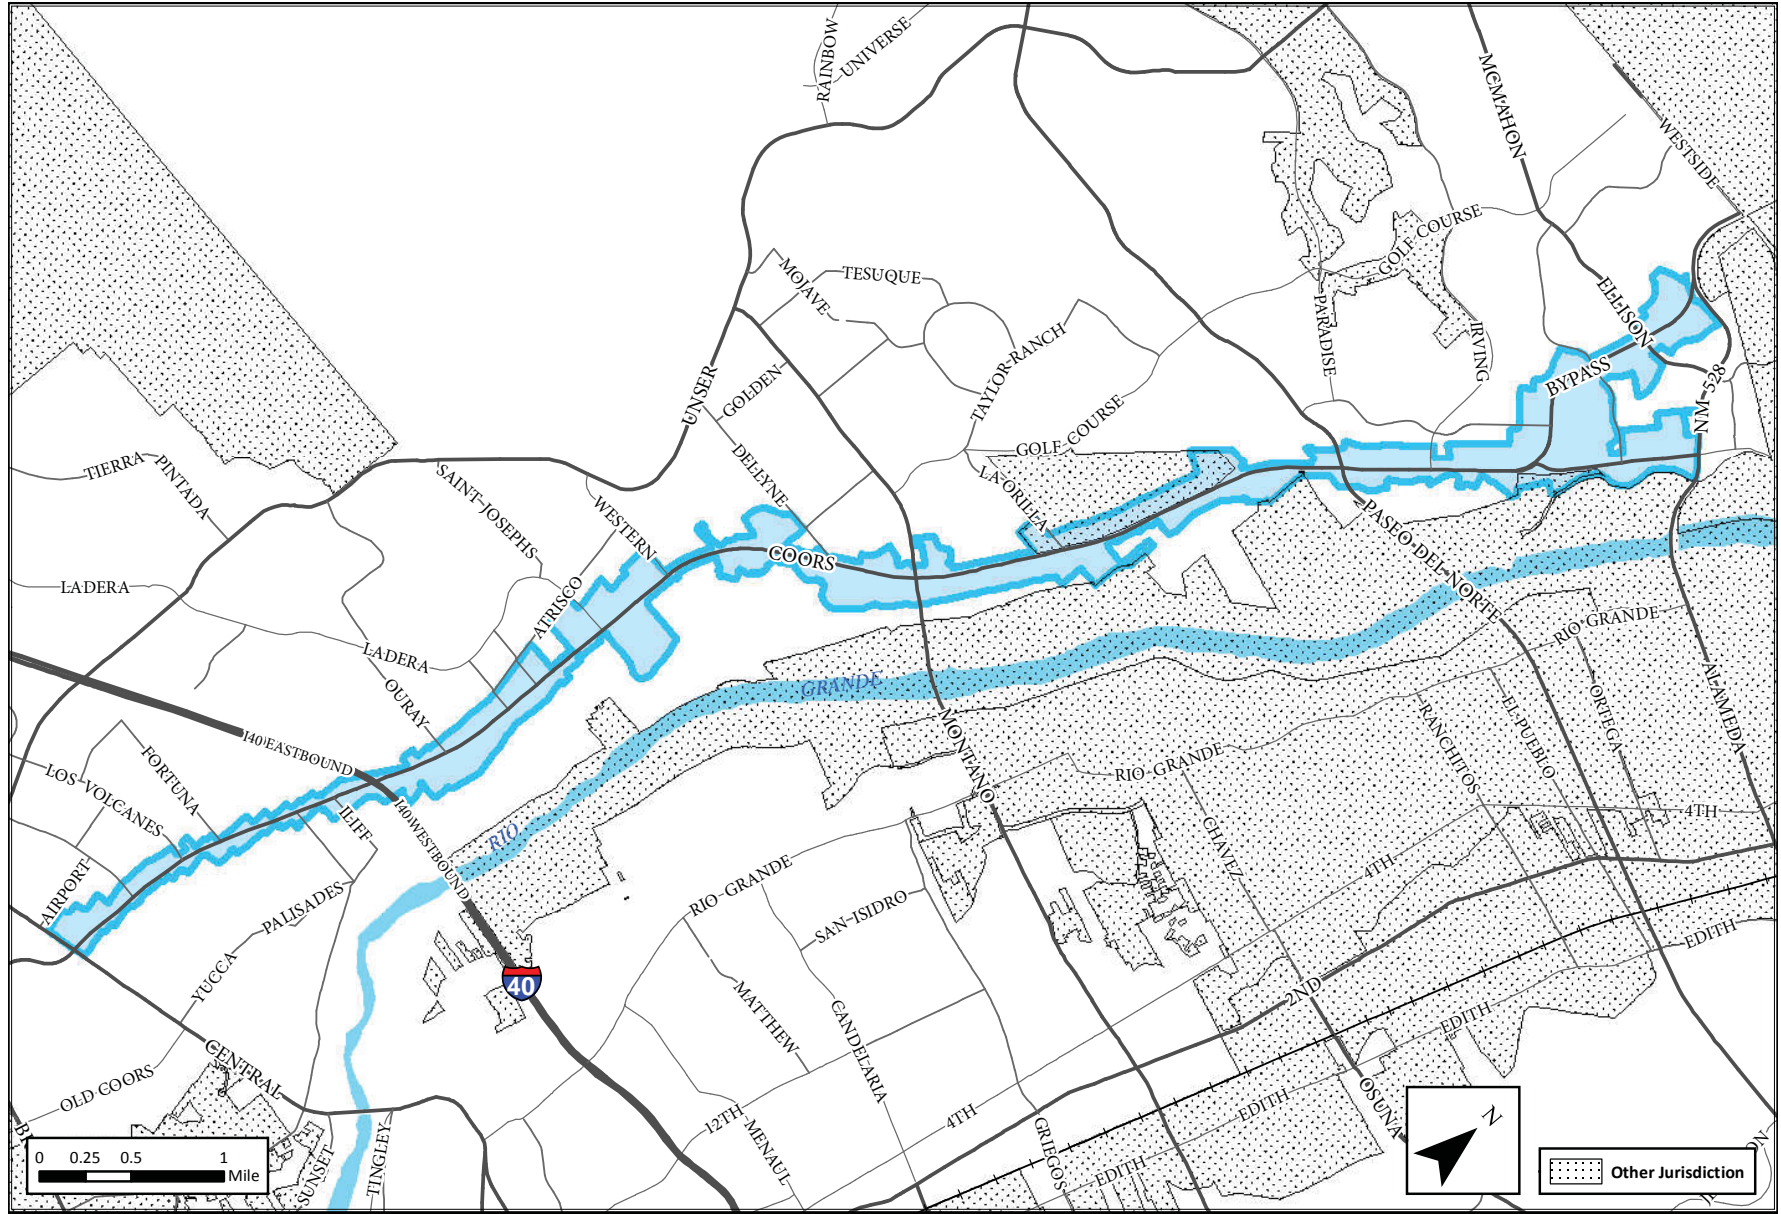 RAINBOW
UNIVERSE
MCMAHON
WESTSIDE
MOJAVE
TESUQUE
GOLF COURSE
PARADISE
IRVING
ELLISON
BYPASS
NM 528
TAYLOR RANCH
UNSER
GOLDEN
DELLYNE
GOLF COURSE
LA ORILLA
TIERRA
PINTADA
SAINT JOSEPHS
WESTERN
COORS
PASEO DEL NORTE
LADERA
ATRISCO
LADERA
OURAY
RIO GRANDE
GRANDE
MONTANO
ALAMEDA
ORTEGA
EL PUEBLO
RANCHITOS
I40 EASTBOUND
FORTUNA
LOS VOLCANES
ILIFF
I40 WESTBOUND
RIO
RIO GRANDE
CHAVEZ
4TH
4TH
AIRPORT
PALISADES
YUCCA
RIO GRANDE
SAN ISIDRO
EDITH
40
MATTHEW
CANDELARIA
2ND
EDITH
OLD COORS
CENTRAL
12TH
MENAUL
4TH
GRIEGOS
EDITH
EDITH
OSUNA
SUNSET
TINGLEY
0 0.25 0.5 1
Mile
N
Other Jurisdiction